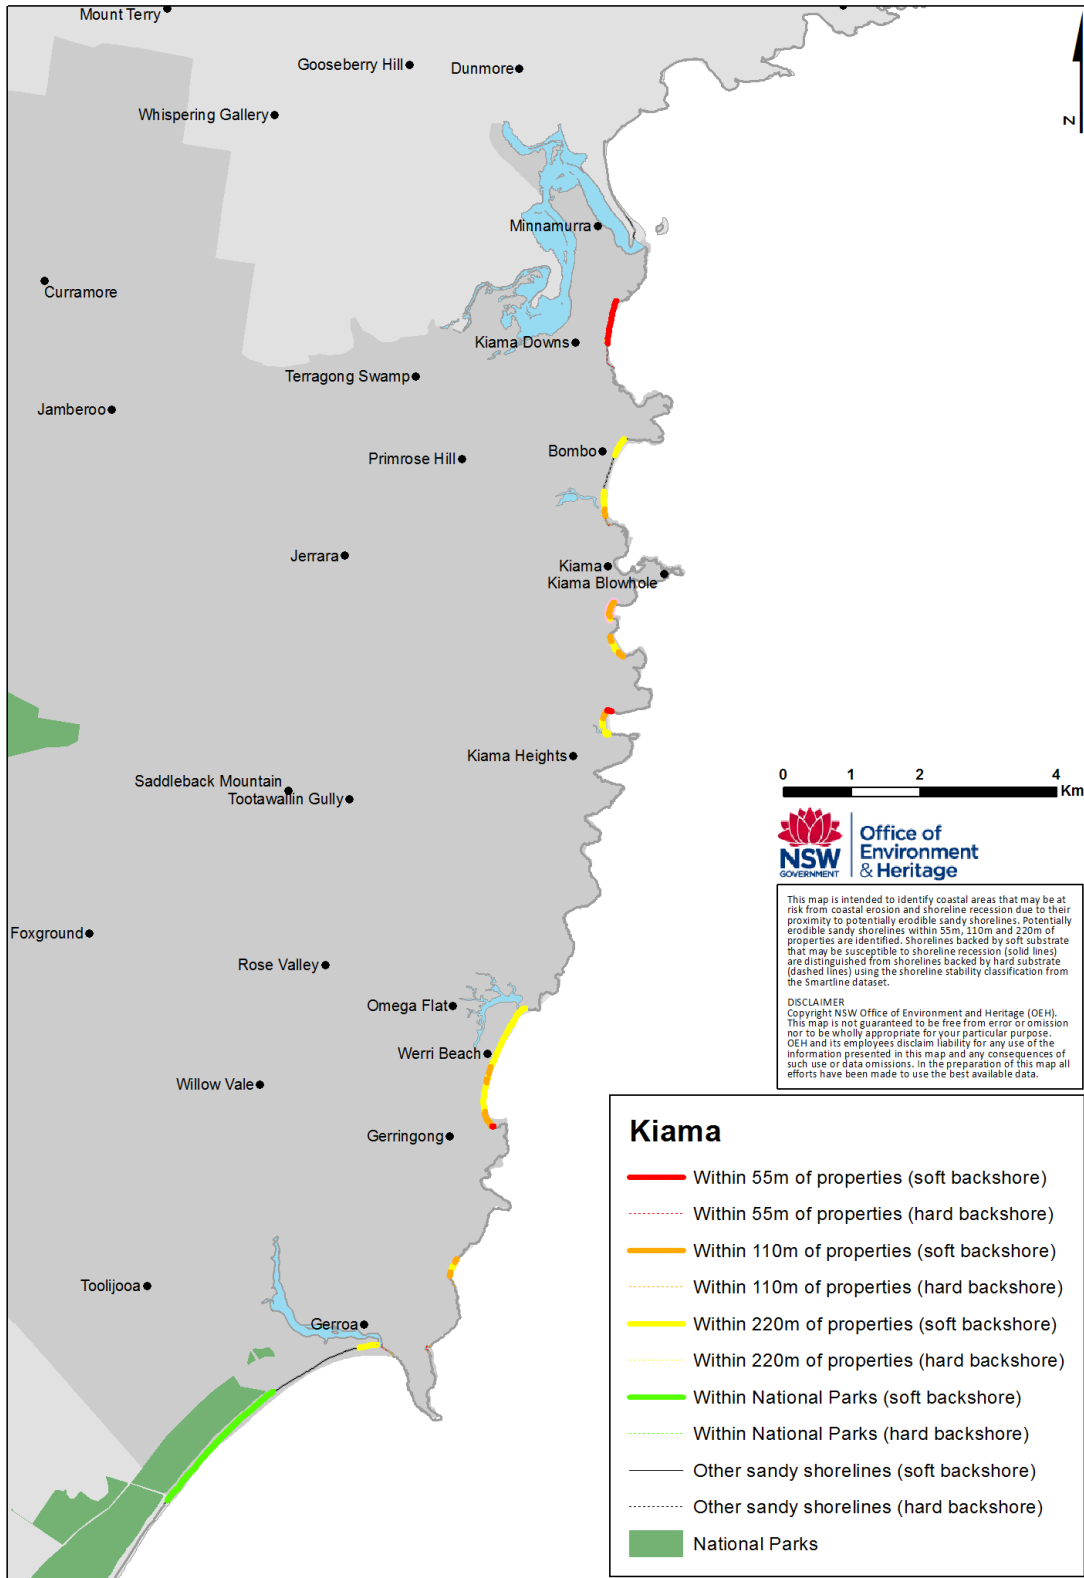 Mount Terry
Gooseberry Hill
Dunmore
Whispering Gallery
Z
Minnamurra
Curramore
Kiama Downs
Terragong Swamp
Jamberoo
Bombo
Primrose Hill
Jerrara
Kiama
Kiama Blowhole
Kiama Heights
Saddleback Mountain
Tootawallin Gully
0 1 2 4
Km
NSW
GOVERNMENT
Office of
Environment
& Heritage
This map is intended to identify coastal areas that may be at
risk from coastal erosion and shoreline recession due to their
proximity to potentially erodible sandy shorelines. Potentially
erodible sandy shorelines within 55m, 110m and 220m of
properties are identified. Shorelines backed by soft substrate
that may be susceptible to shoreline recession (solid lines)
are distinguished from shorelines backed by hard substrate
(dashed lines) using the shoreline stability classification from
the Smartline dataset.
DISCLAIMER
Copyright NSW Office of Environment and Heritage (OEH).
This map is not guaranteed to be free from error or omission
nor to be wholly appropriate for your particular purpose.
OEH and its employees disclaim liability for any use of the
information presented in this map and any consequences of
such use or data omissions. In the preparation of this map all
efforts have been made to use the best available data.
Foxground
Rose Valley
Omega Flat
Werri Beach
Willow Vale
Gerringong
Toolijooa
Gerroa
Kiama
Within 55m of properties (soft backshore)
Within 55m of properties (hard backshore)
Within 110m of properties (soft backshore)
Within 110m of properties (hard backshore)
Within 220m of properties (soft backshore)
Within 220m of properties (hard backshore)
Within National Parks (soft backshore)
Within National Parks (hard backshore)
Other sandy shorelines (soft backshore)
Other sandy shorelines (hard backshore)
National Parks